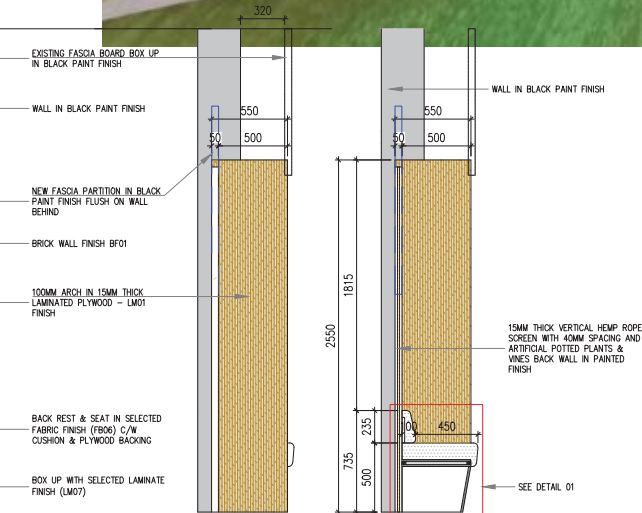 320
EXISTING FASCIA BOARD BOX UP
IN BLACK PAINT FINISH
WALL IN BLACK PAINT FINISH
WALL IN BLACK PAINT FINISH
550
50
500
550
50
500
NEW FASCIA PARTITION IN BLACK
PAINT FINISH FLUSH ON WALL
BEHIND
BRICK WALL FINISH BF01
100MM ARCH IN 15MM THICK
LAMINATED PLYWOOD - LM01
FINISH
1815
2550
15MM THICK VERTICAL HEMP ROPE
SCREEN WITH 40MM SPACING AND
ARTIFICIAL POTTED PLANTS &
VINES BACK WALL IN PAINTED
FINISH
BACK REST & SEAT IN SELECTED
FABRIC FINISH (FB06) C/W
CUSHION & PLYWOOD BACKING
235
450
735
500
BOX UP WITH SELECTED LAMINATE
FINISH (LM07)
SEE DETAIL 01